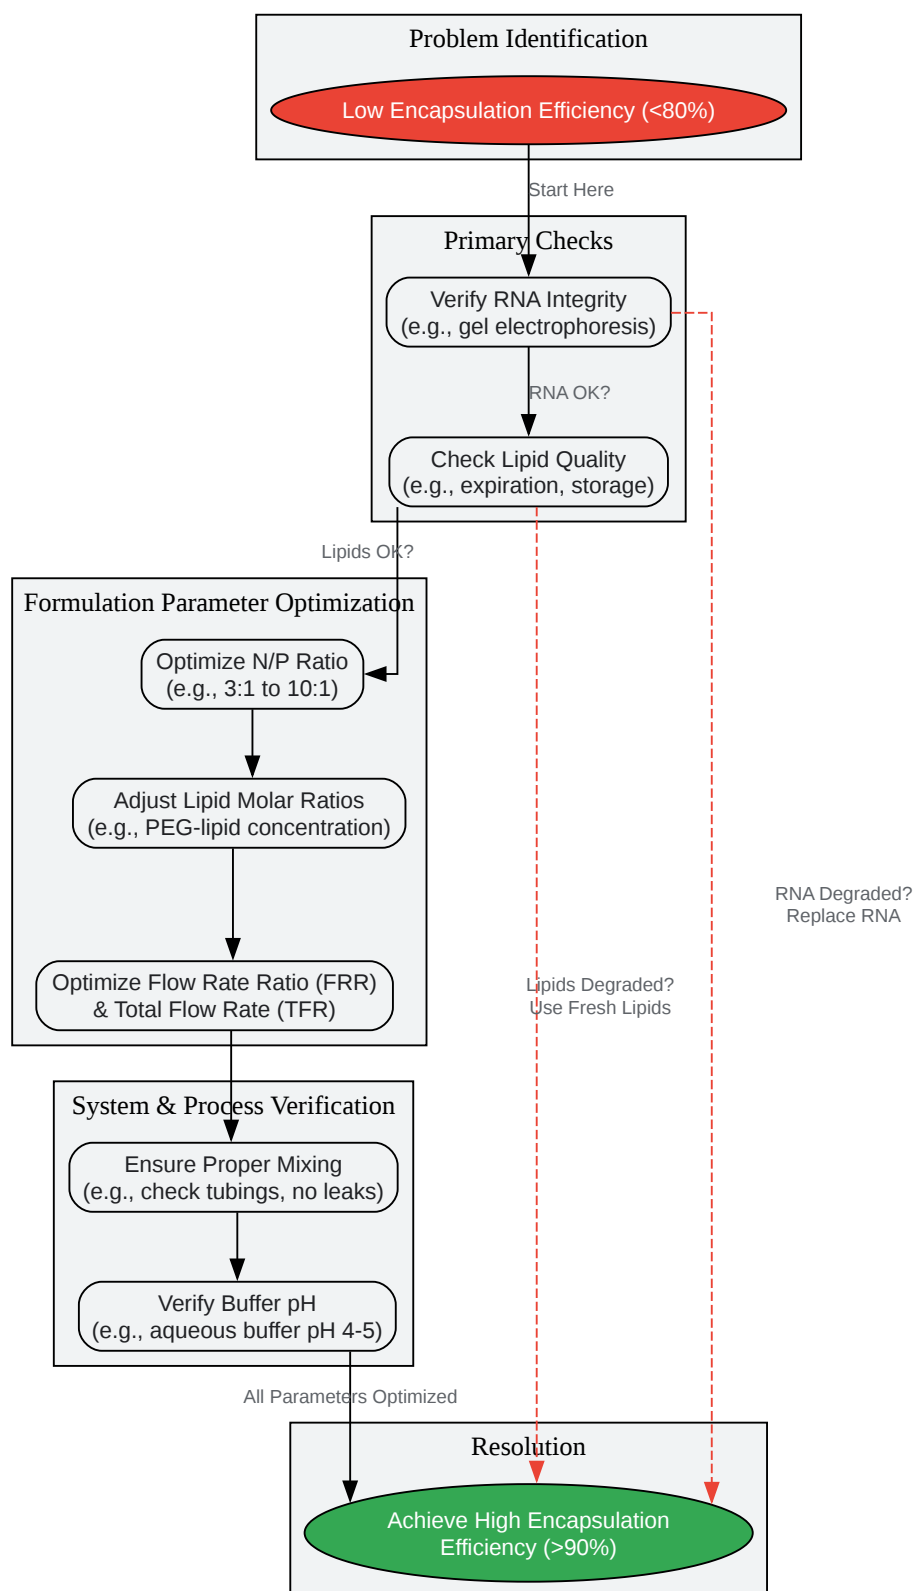 Problem Identification
Low Encapsulation Efficiency (<80%)
Start Here
Primary Checks
Verify RNA Integrity
(e.g., gel electrophoresis)
RNA OK?
Check Lipid Quality
(e.g., expiration, storage)
Lipids OK?
Formulation Parameter Optimization
Optimize N/P Ratio
(e.g., 3:1 to 10:1)
Adjust Lipid Molar Ratios
(e.g., PEG-lipid concentration)
RNA Degraded?
Replace RNA
Optimize Flow Rate Ratio (FRR)
& Total Flow Rate (TFR)
Lipids Degraded?
Use Fresh Lipids
System & Process Verification
Ensure Proper Mixing
(e.g., check tubings, no leaks)
Verify Buffer pH
(e.g., aqueous buffer pH 4-5)
All Parameters Optimized
Resolution
Achieve High Encapsulation
Efficiency (>90%)